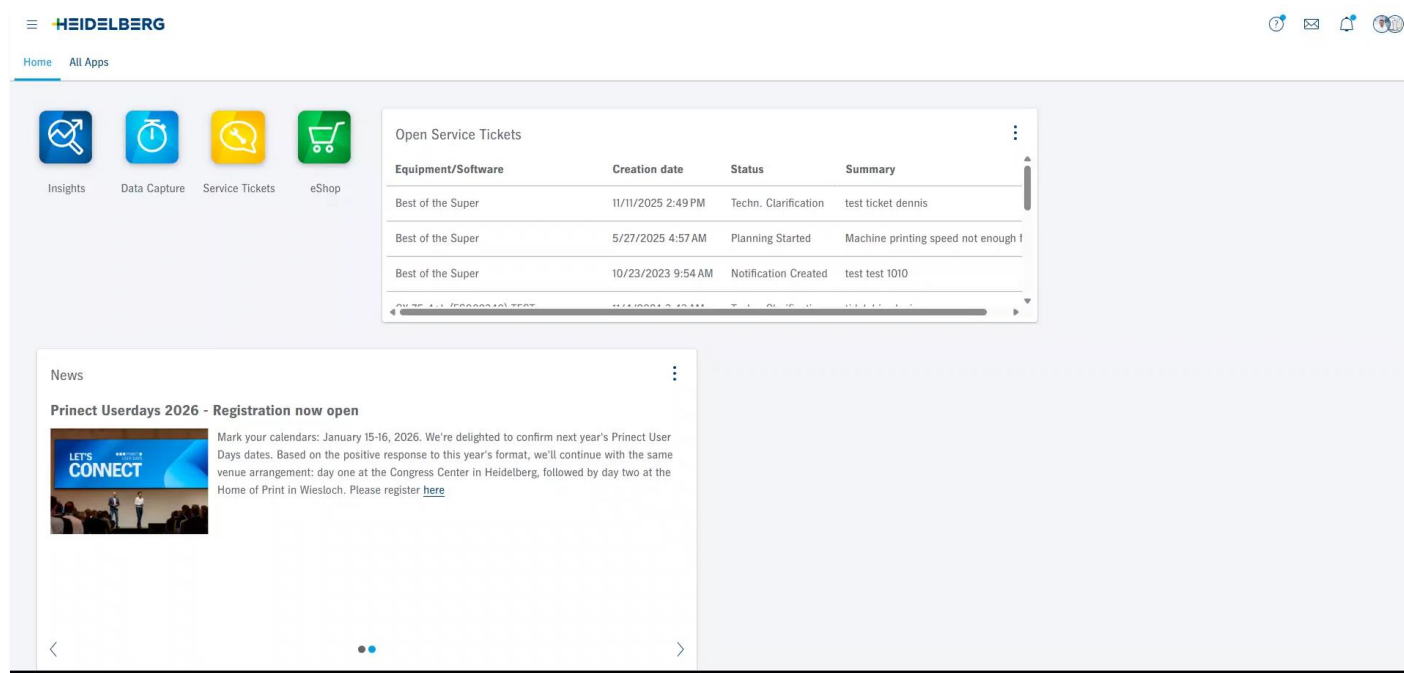 HEIDELBERG
Home All Apps
Insights Data Capture Service Tickets eShop
Open Service Tickets
Equipment/Software Creation date Status Summary
Best of the Super 11/11/2025 2:49 PM Techn. Clarification test ticket dennis
Best of the Super 5/27/2025 4:57 AM Planning Started Machine printing speed not enough f
Best of the Super 10/23/2023 9:54 AM Notification Created test test 1010
News
Prinect Userdays 2026 - Registration now open
LET'S
CONNECT
Mark your calendars: January 15-16, 2026. We're delighted to confirm next year's Prinect User
Days dates. Based on the positive response to this year's format, we'll continue with the same
venue arrangement: day one at the Congress Center in Heidelberg, followed by day two at the
Home of Print in Wiesloch. Please register here